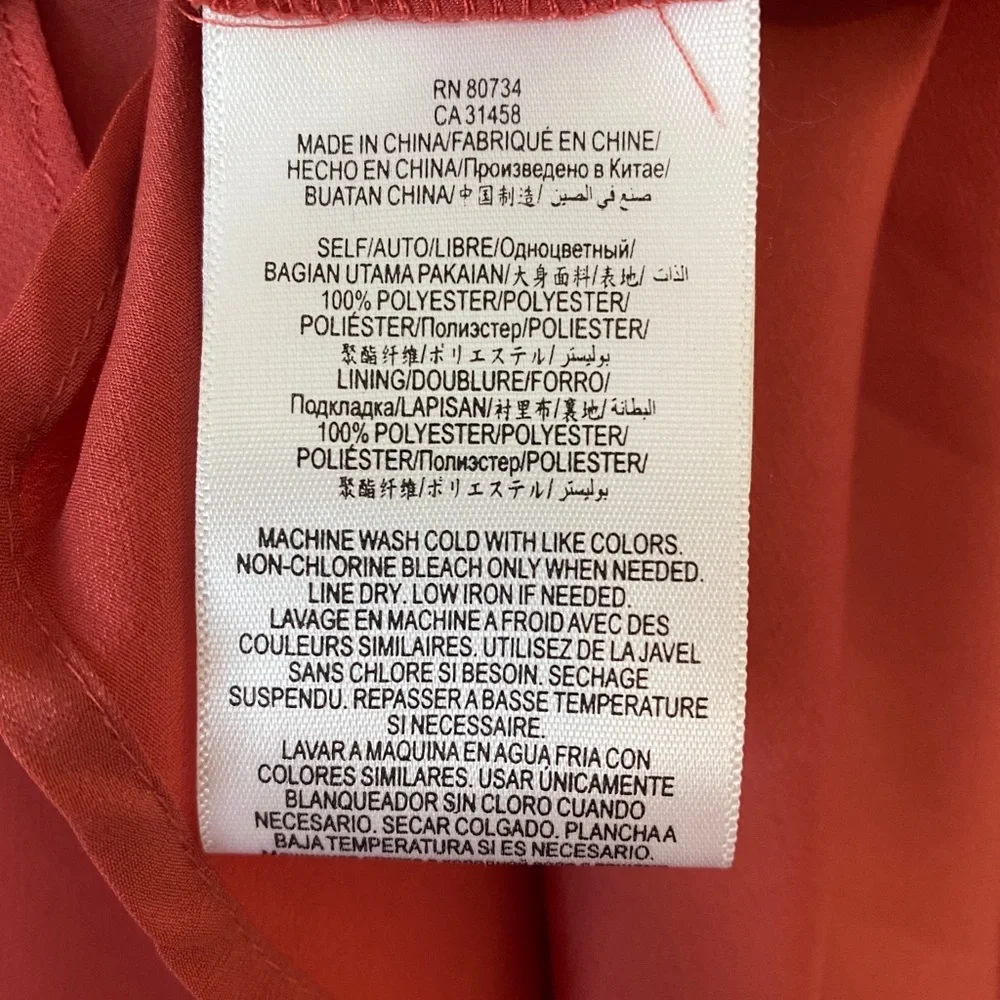 RN 80734
CA 31458
MADE IN CHINA/FABRIQUÉ EN CHINE/
HECHO EN CHINA/Произведено в Китае/
BUATAN CHINA/中国制造/ صنع في الصين
SELF/AUTO/LIBRE/Одноцветный/
BAGIAN UTAMA PAKAIAN/大身面料/表地/ الذات
100% POLYESTER/POLYESTER/
POLIÉSTER/Полиэстер/POLIESTER/
聚酯纤维/ポリエステル/ بوليستر
LINING/DOUBLURE/FORRO/
Подкладка/LAPISAN/衬里布/裏地/ البطانة
100% POLYESTER/POLYESTER/
POLIÉSTER/Полиэстер/POLIESTER/
聚酯纤维/ポリエステル/ بوليستر
MACHINE WASH COLD WITH LIKE COLORS.
NON-CHLORINE BLEACH ONLY WHEN NEEDED.
LINE DRY. LOW IRON IF NEEDED.
LAVAGE EN MACHINE A FROID AVEC DES
COULEURS SIMILAIRES. UTILISEZ DE LA JAVEL
SANS CHLORE SI BESOIN. SECHAGE
SUSPENDU. REPASSER A BASSE TEMPERATURE
SI NECESSAIRE.
LAVAR A MAQUINA EN AGUA FRIA CON
COLORES SIMILARES. USAR ÚNICAMENTE
BLANQUEADOR SIN CLORO CUANDO
NECESARIO. SECAR COLGADO. PLANCHA A
BAJA TEMPERATURA SI ES NECESARIO.